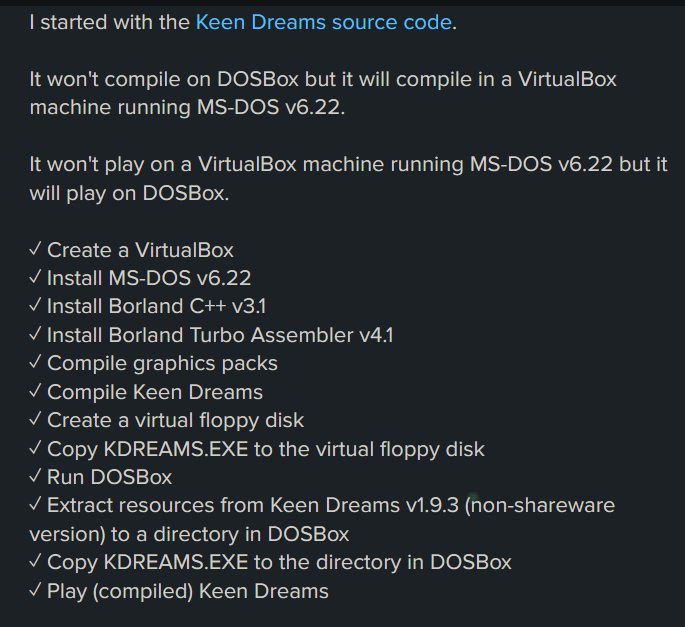 I started with the Keen Dreams source code.
It won't compile on DOSBox but it will compile in a VirtualBox
machine running MS-DOS v6.22.
It won't play on a VirtualBox machine running MS-DOS v6.22 but it
will play on DOSBox.
✓ Create a VirtualBox
✓ Install MS-DOS v6.22
✓ Install Borland C++ v3.1
✓ Install Borland Turbo Assembler v4.1
✓ Compile graphics packs
✓ Compile Keen Dreams
✓ Create a virtual floppy disk
✓ Copy KDREAMS.EXE to the virtual floppy disk
✓ Run DOSBox
✓ Extract resources from Keen Dreams v1.9.3 (non-shareware
version) to a directory in DOSBox
✓ Copy KDREAMS.EXE to the directory in DOSBox
✓ Play (compiled) Keen Dreams